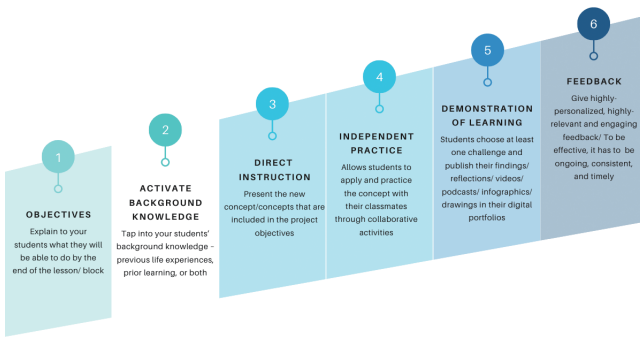 1
OBJECTIVES
Explain to your
students what they will
be able to do by the
end of the lesson/ block
2
ACTIVATE
BACKGROUND
KNOWLEDGE
Tap into your students'
background knowledge –
previous life experiences,
prior learning, or both
3
DIRECT
INSTRUCTION
Present the new
concept/concepts that are
included in the project
objectives
4
INDEPENDENT
PRACTICE
Allows students to
apply and practice
the concept with
their classmates
through collaborative
activities
5
DEMONSTRATION
OF LEARNING
Students choose at least
one challenge and
publish their findings/
reflections/ videos/
podcasts/ infographics/
drawings in their digital
portfolios
6
FEEDBACK
Give highly-
personalized, highly-
relevant and engaging
feedback/ To be
effective, it has to  be
ongoing, consistent,
and timely